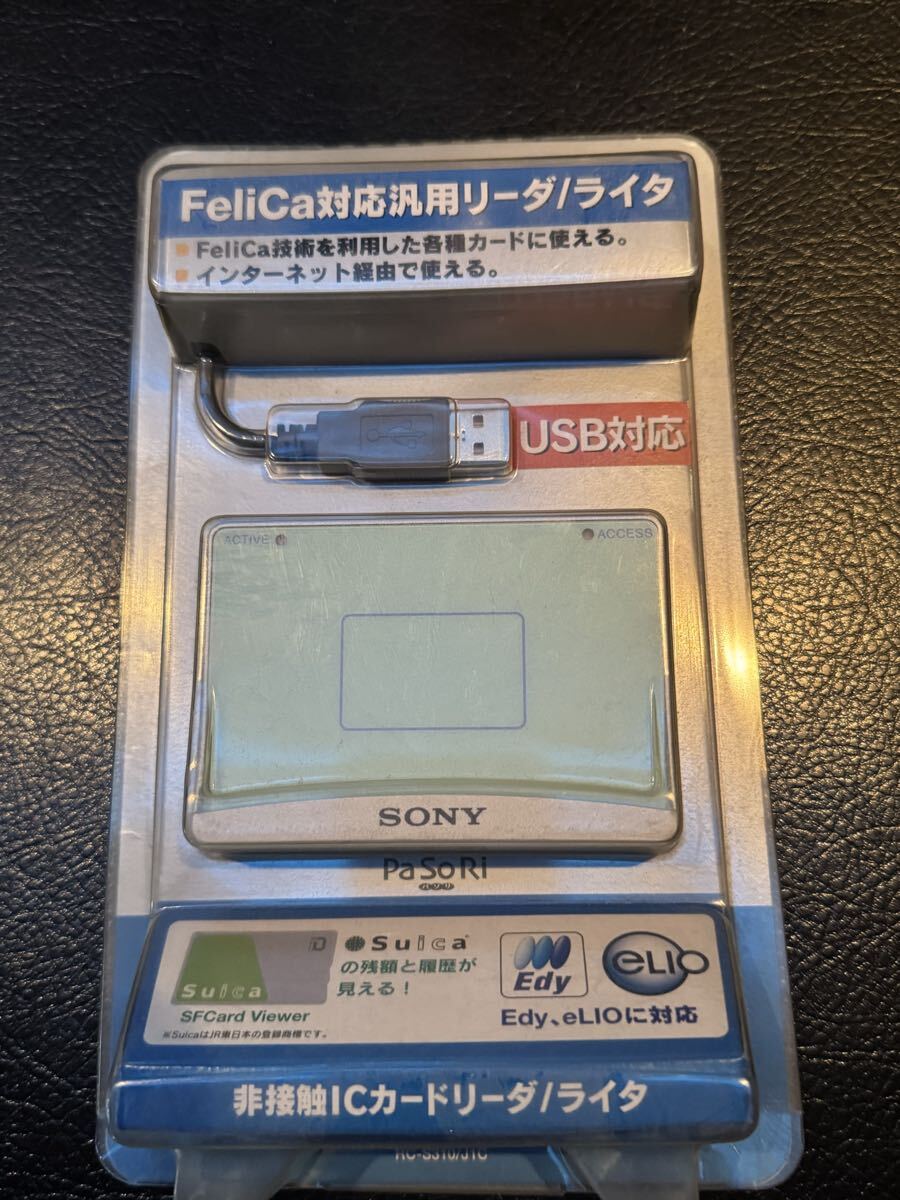 FeliCa対応汎用リーダ/ライタ
FeliCa技術を利用した各種カードに使える。
インターネット経由で使える。
USB対応
ACTIVE
ACCESS
SONY
PaSoRi
パソリ
Suica
SFCard Viewer
※SuicaはJR東日本の登録商標です。
Suica
の残額と履歴が
見える!
Edy
eLIO
Edy、eLIOに対応
非接触ICカードリーダ/ライタ